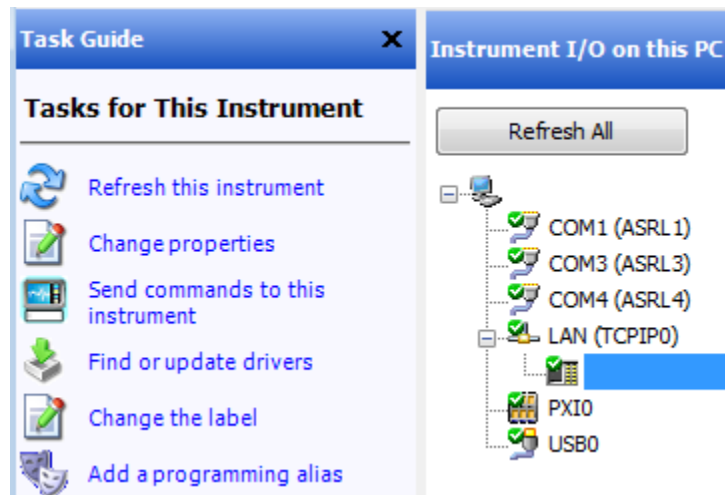 Task Guide
Tasks for This Instrument
Refresh this instrument
Change properties
Send commands to this
instrument
Find or update drivers
Change the label
Add a programming alias
Instrument I/O on this PC
Refresh All
COM1 (ASRL1)
COM3 (ASRL3)
COM4 (ASRL4)
LAN (TCPIP0)
PXI0
USB0